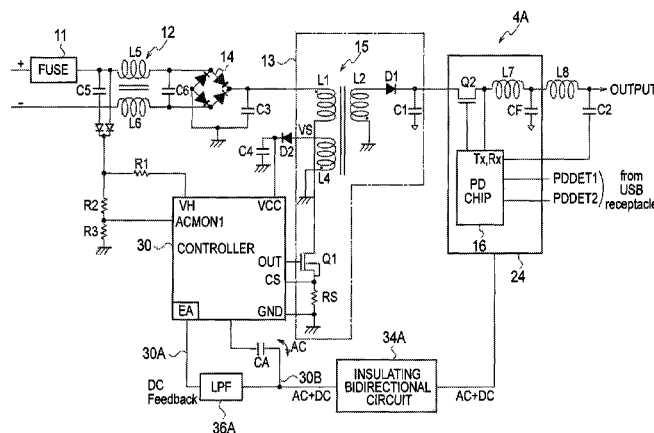 4A
11
12
14
13
15
+
FUSE
L5
C5
C6
L6
-
C3
L1
L2
D1
C1
Q2
L7
L8
OUTPUT
CF
C2
VS
C4
D2
L4
Tx,Rx
PD
CHIP
16
24
PDDET1
PDDET2
from
USB
receptacle
R1
R2
R3
VH
VCC
ACMON1
30
CONTROLLER
OUT
Q1
CS
RS
EA
GND
30A
CA
AC
34A
DC
Feedback
LPF
36A
30B
AC+DC
INSULATING
BIDIRECTIONAL
CIRCUIT
AC+DC